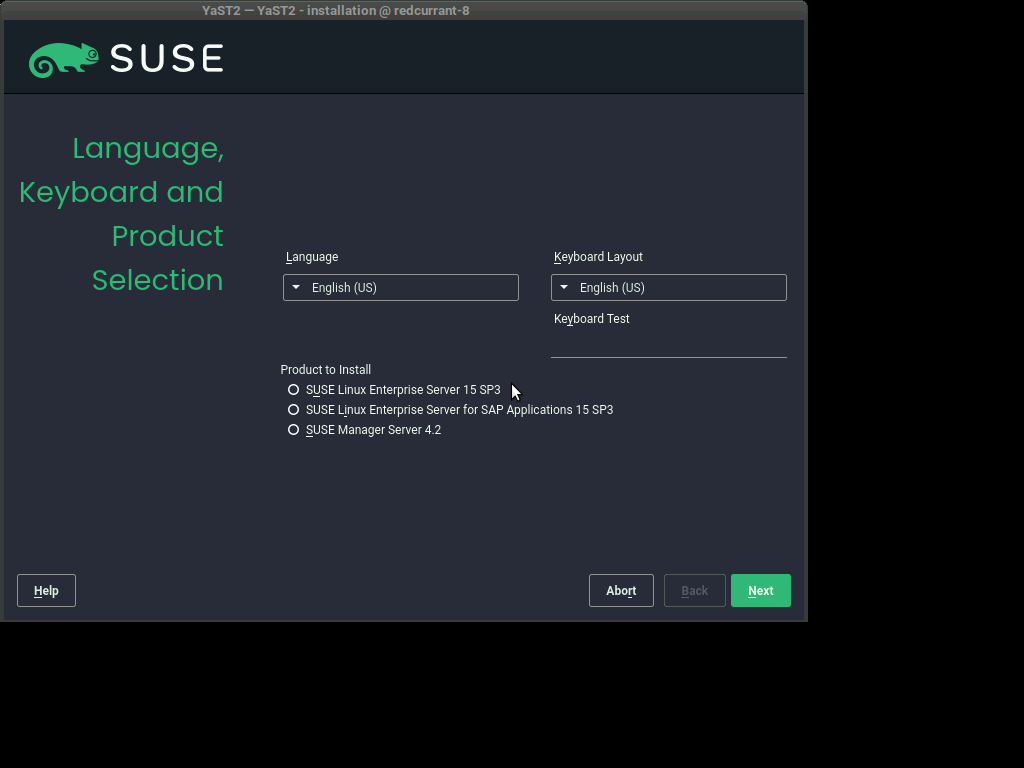 YaST2 — YaST2 - installation @ redcurrant-8
SUSE
Language,
Keyboard and
Product
Selection
Language
Keyboard Layout
English (US)
English (US)
Keyboard Test
Product to Install
SUSE Linux Enterprise Server 15 SP3
SUSE Linux Enterprise Server for SAP Applications 15 SP3
SUSE Manager Server 4.2
Help
Abort
Back
Next